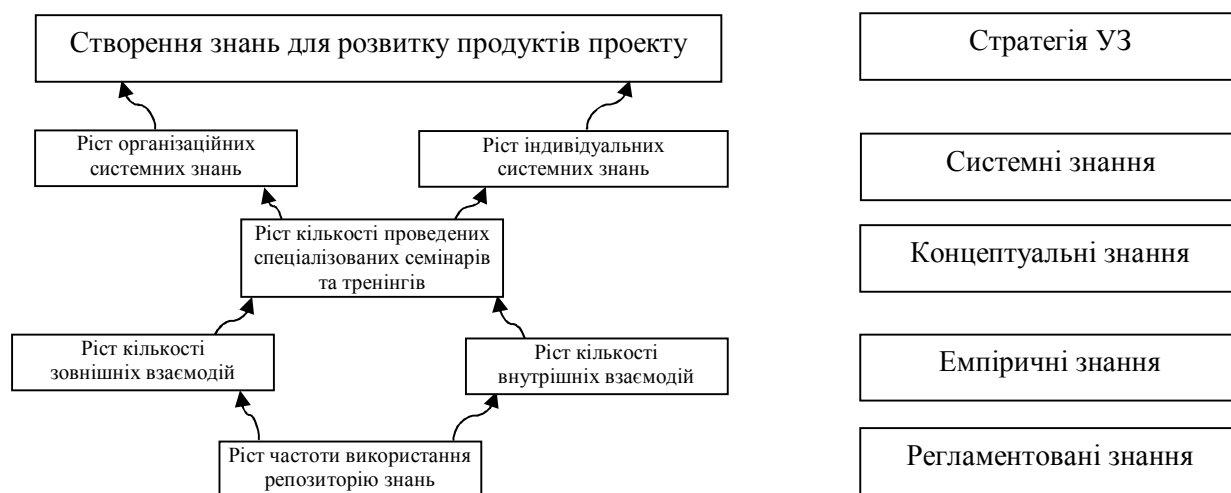 Створення знань для розвитку продуктів проекту
Стратегія УЗ
Ріст організаційних
системних знань
Ріст індивідуальних
системних знань
Системні знання
Ріст кількості проведених
спеціалізованих семінарів
та тренінгів
Концептуальні знання
Ріст кількості
зовнішніх взаємодій
Ріст кількості
внутрішніх взаємодій
Емпіричні знання
Ріст частоти використання
репозиторію знань
Регламентовані знання